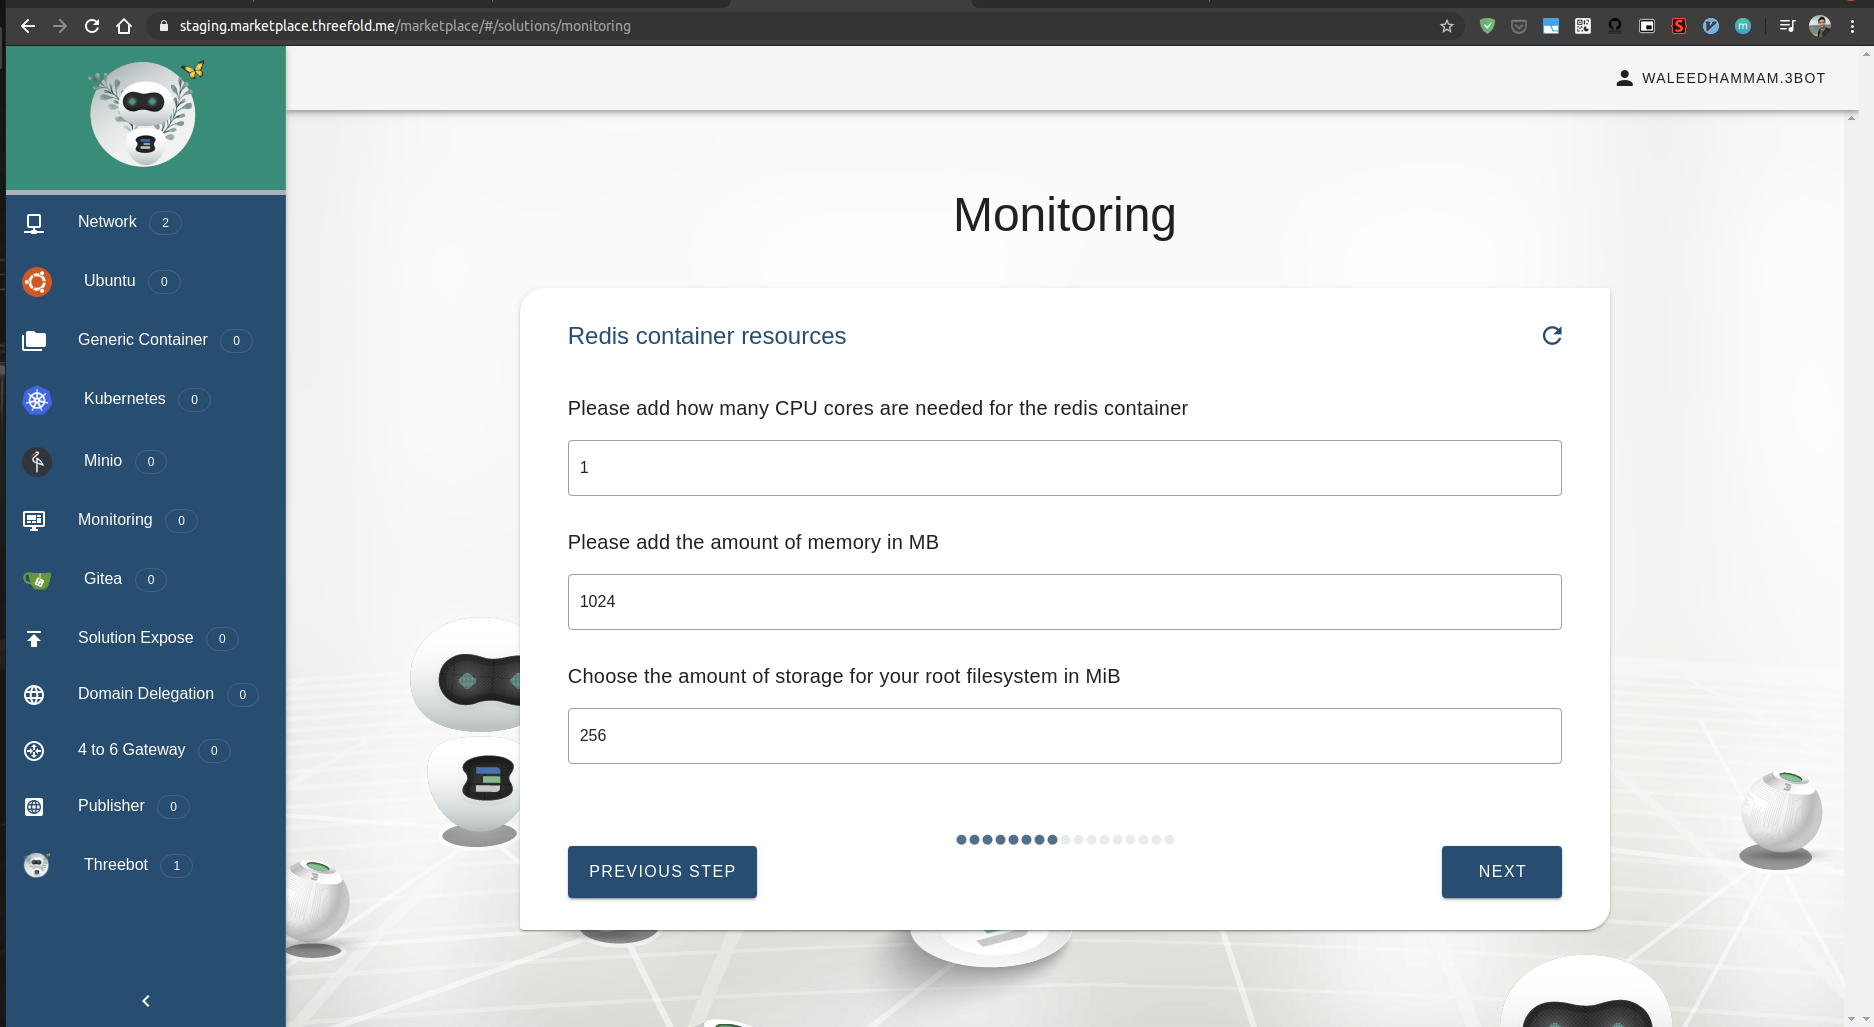 staging.marketplace.threefold.me/marketplace/#/solutions/monitoring
WALEEDHAMMAM.3BOT
Network 2
Ubuntu 0
Generic Container 0
Kubernetes 0
Minio 0
Monitoring 0
Gitea 0
Solution Expose 0
Domain Delegation 0
4 to 6 Gateway 0
Publisher 0
Threebot 1
Monitoring
Redis container resources
Please add how many CPU cores are needed for the redis container
1
Please add the amount of memory in MB
1024
Choose the amount of storage for your root filesystem in MiB
256
PREVIOUS STEP
NEXT